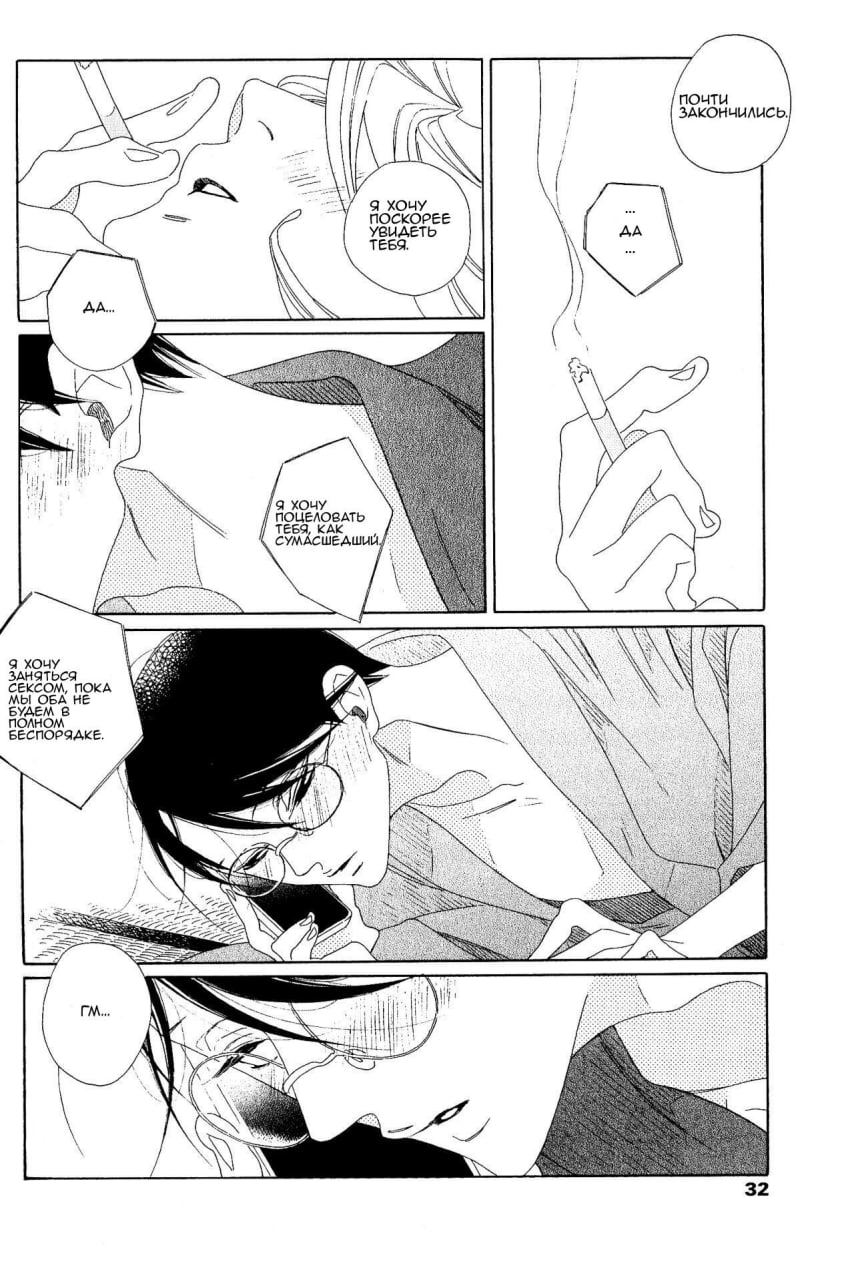 ПОЧТИ
ЗАКОНЧИЛИСЬ.
...
ДА
...
Я ХОЧУ
ПОСКОРЕЕ
УВИДЕТЬ
ТЕБЯ.
ДА...
Я ХОЧУ
ПОЦЕЛОВАТЬ
ТЕБЯ, КАК
СУМАСШЕДШИЙ.
Я ХОЧУ
ЗАНЯТЬСЯ
СЕКСОМ, ПОКА
МЫ ОБА НЕ
БУДЕМ В
ПОЛНОМ
БЕСПОРЯДКЕ.
ГМ...
32